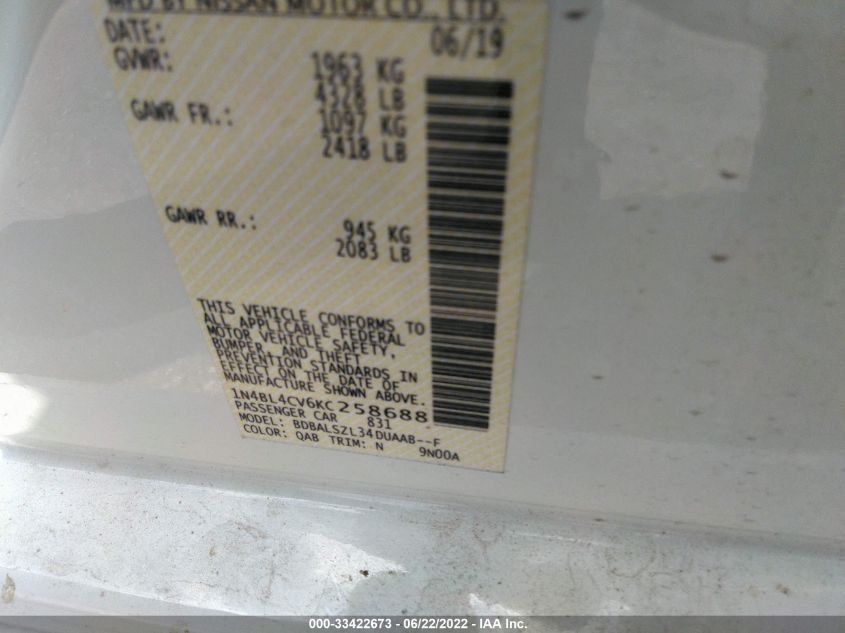 MFD BY NISSAN MOTOR CO., LTD.
DATE: 06/19
GVWR: 1963 KG
4328 LB
GAWR FR.: 1097 KG
2418 LB
GAWR RR.: 945 KG
2083 LB
THIS VEHICLE CONFORMS TO
ALL APPLICABLE FEDERAL
MOTOR VEHICLE SAFETY,
BUMPER, AND THEFT
PREVENTION STANDARDS IN
EFFECT ON THE DATE OF
MANUFACTURE SHOWN ABOVE.
1N4BL4CV6KC258688
PASSENGER CAR 831
MODEL: BDBALSZL34DUAAB--F
COLOR: QAB TRIM: N 9N00A
000-33422673 - 06/22/2022 - IAA Inc.